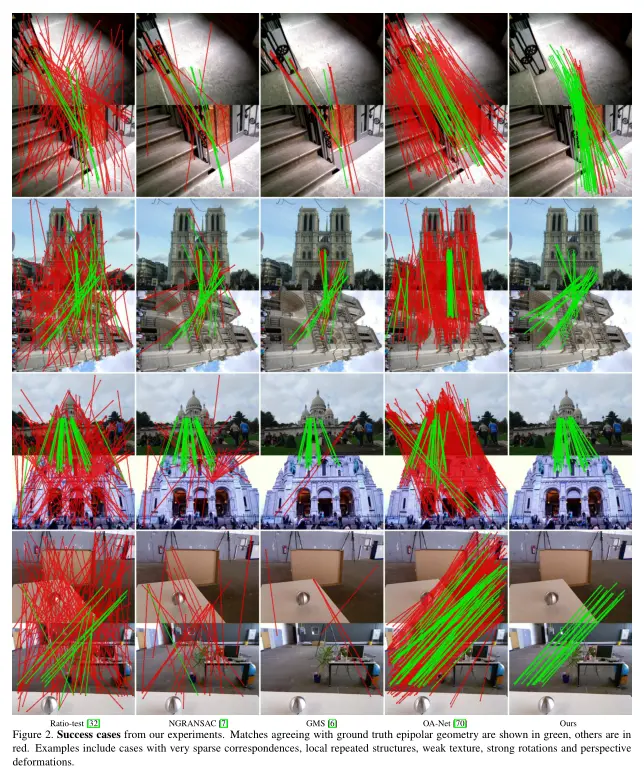 Ratio-test [32] NGRANSAC [7] GMS [6] OA-Net [70] Ours
Figure 2. Success cases from our experiments. Matches agreeing with ground truth epipolar geometry are shown in green, others are in
red. Examples include cases with very sparse correspondences, local repeated structures, weak texture, strong rotations and perspective
deformations.